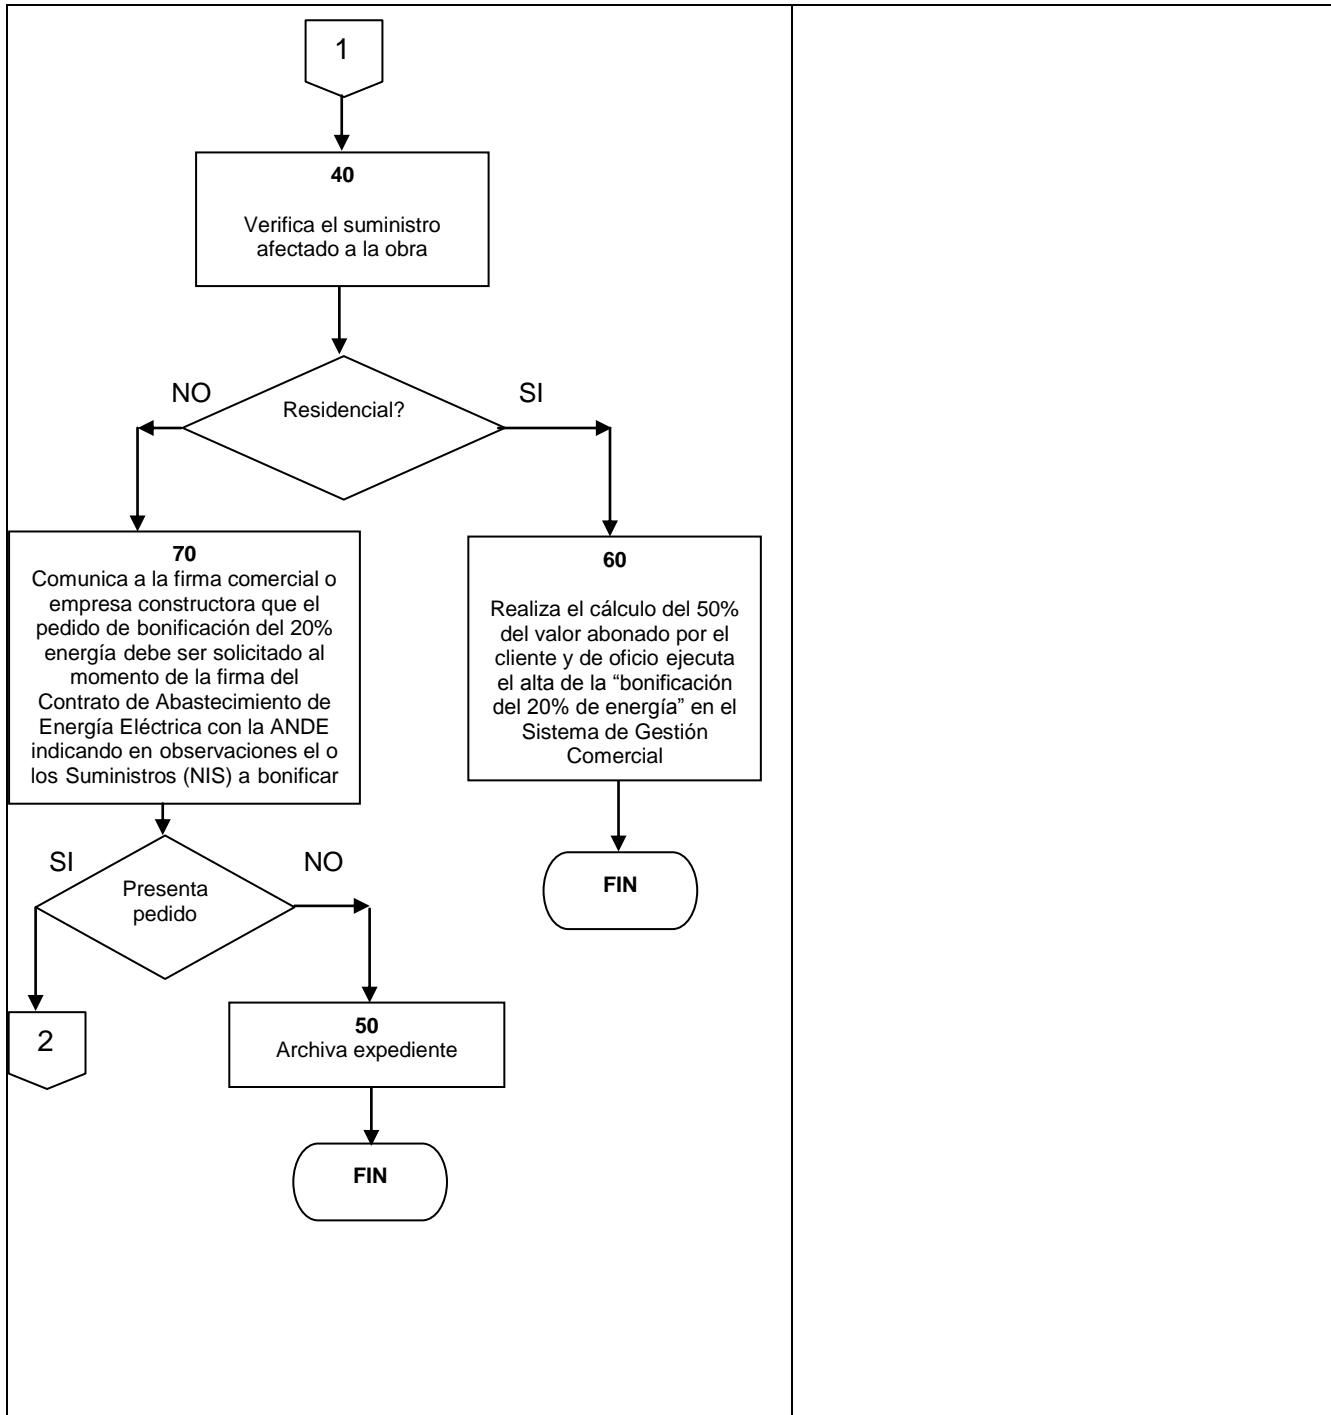 1
40
Verifica el suministro
afectado a la obra
NO
SI
Residencial?
70
Comunica a la firma comercial o
empresa constructora que el
pedido de bonificación del 20%
energía debe ser solicitado al
momento de la firma del
Contrato de Abastecimiento de
Energía Eléctrica con la ANDE
indicando en observaciones el o
los Suministros (NIS) a bonificar
60
Realiza el cálculo del 50%
del valor abonado por el
cliente y de oficio ejecuta
el alta de la “bonificación
del 20% de energía” en el
Sistema de Gestión
Comercial
SI
NO
Presenta
pedido
FIN
2
50
Archiva expediente
FIN